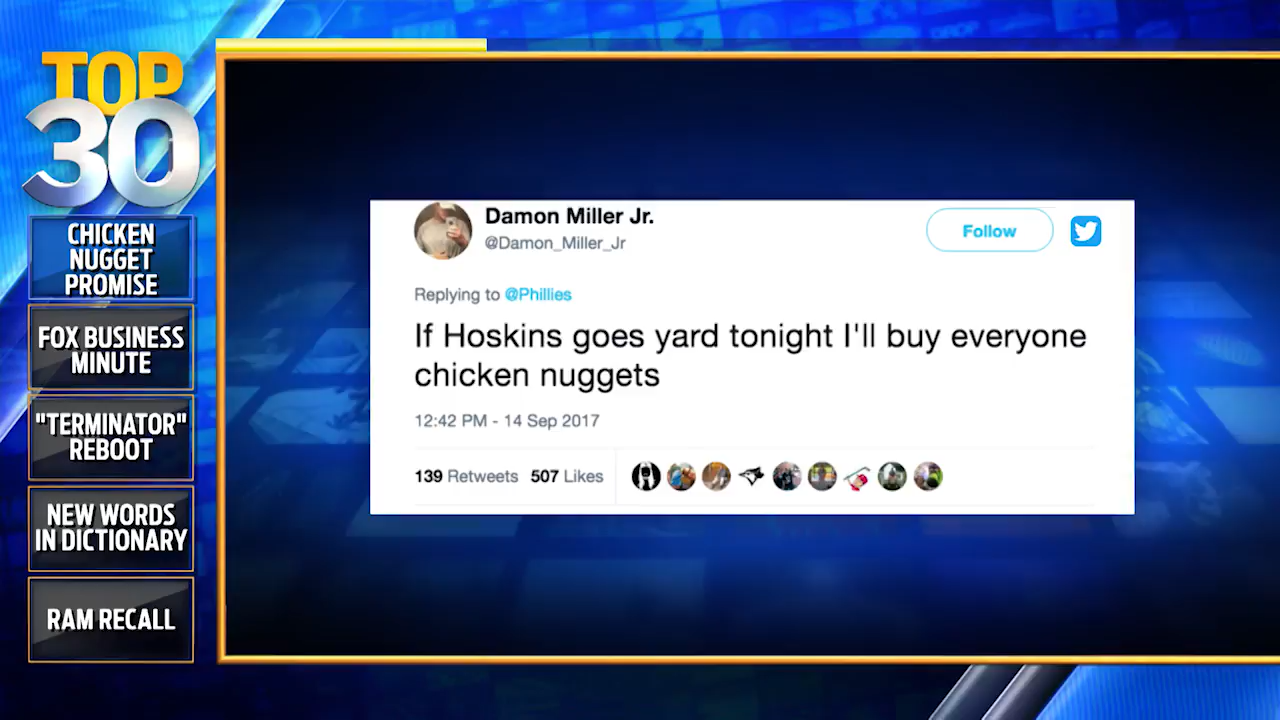 TOP
30
CHICKEN
NUGGET
PROMISE
FOX BUSINESS
MINUTE
"TERMINATOR"
REBOOT
NEW WORDS
IN DICTIONARY
RAM RECALL
Damon Miller Jr.
@Damon_Miller_Jr
Follow
Replying to @Phillies
If Hoskins goes yard tonight I'll buy everyone
chicken nuggets
12:42 PM - 14 Sep 2017
139 Retweets 507 Likes